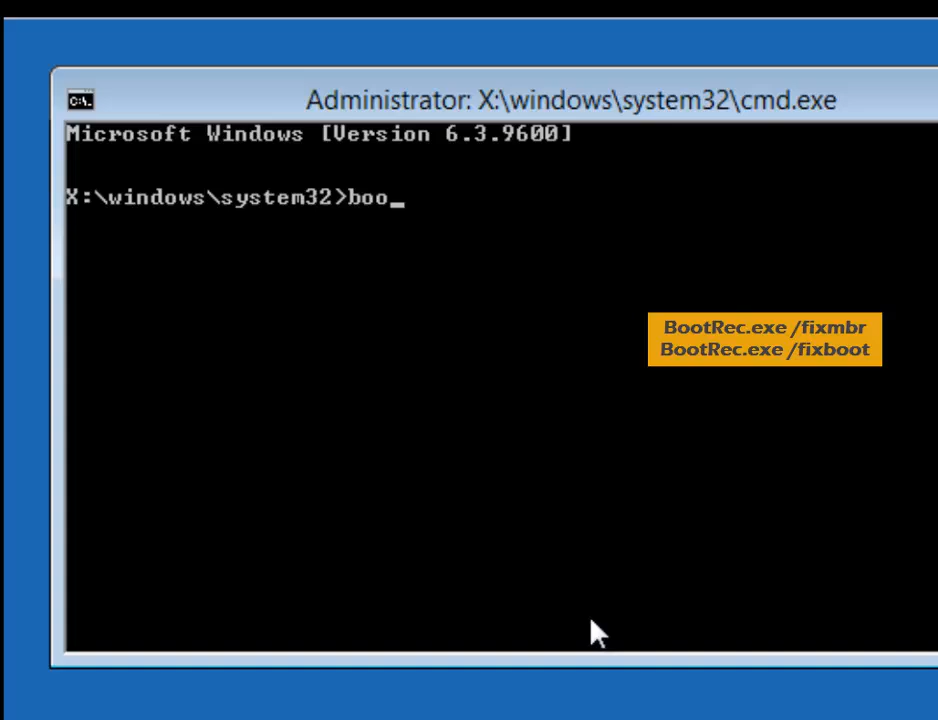 C:\.
Administrator: X:\windows\system32\cmd.exe
Microsoft Windows [Version 6.3.9600]
X:\windows\system32>boo_
BootRec.exe /fixmbr
BootRec.exe /fixboot